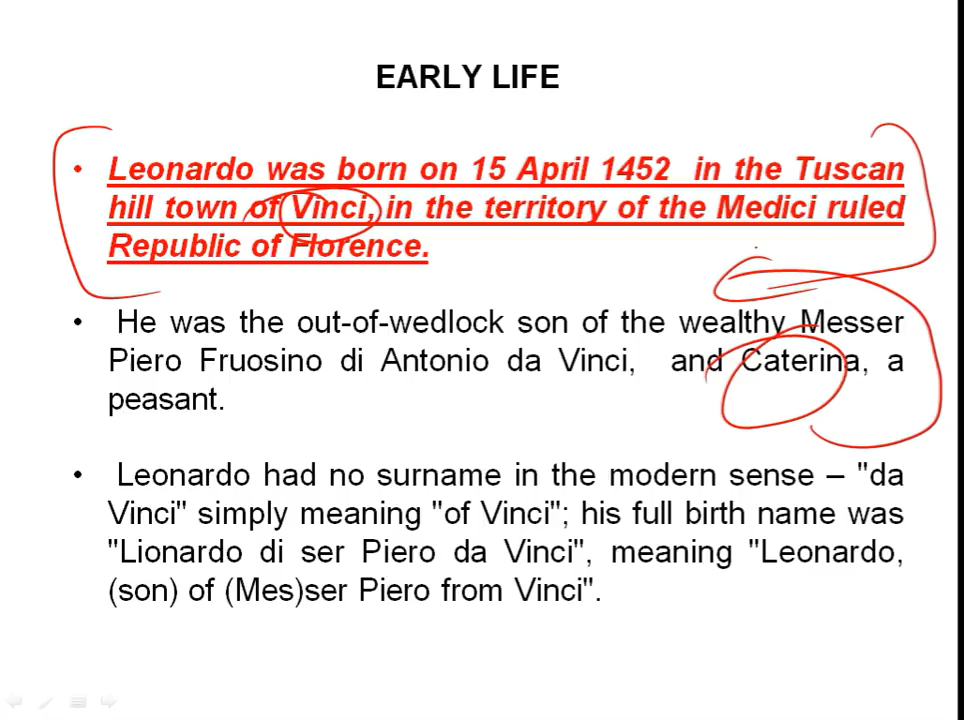 EARLY LIFE
• Leonardo was born on 15 April 1452 in the Tuscan
hill town of Vinci, in the territory of the Medici ruled
Republic of Florence.
• He was the out-of-wedlock son of the wealthy Messer
Piero Fruosino di Antonio da Vinci, and Caterina, a
peasant.
• Leonardo had no surname in the modern sense – "da
Vinci" simply meaning "of Vinci"; his full birth name was
"Lionardo di ser Piero da Vinci", meaning "Leonardo,
(son) of (Mes)ser Piero from Vinci".